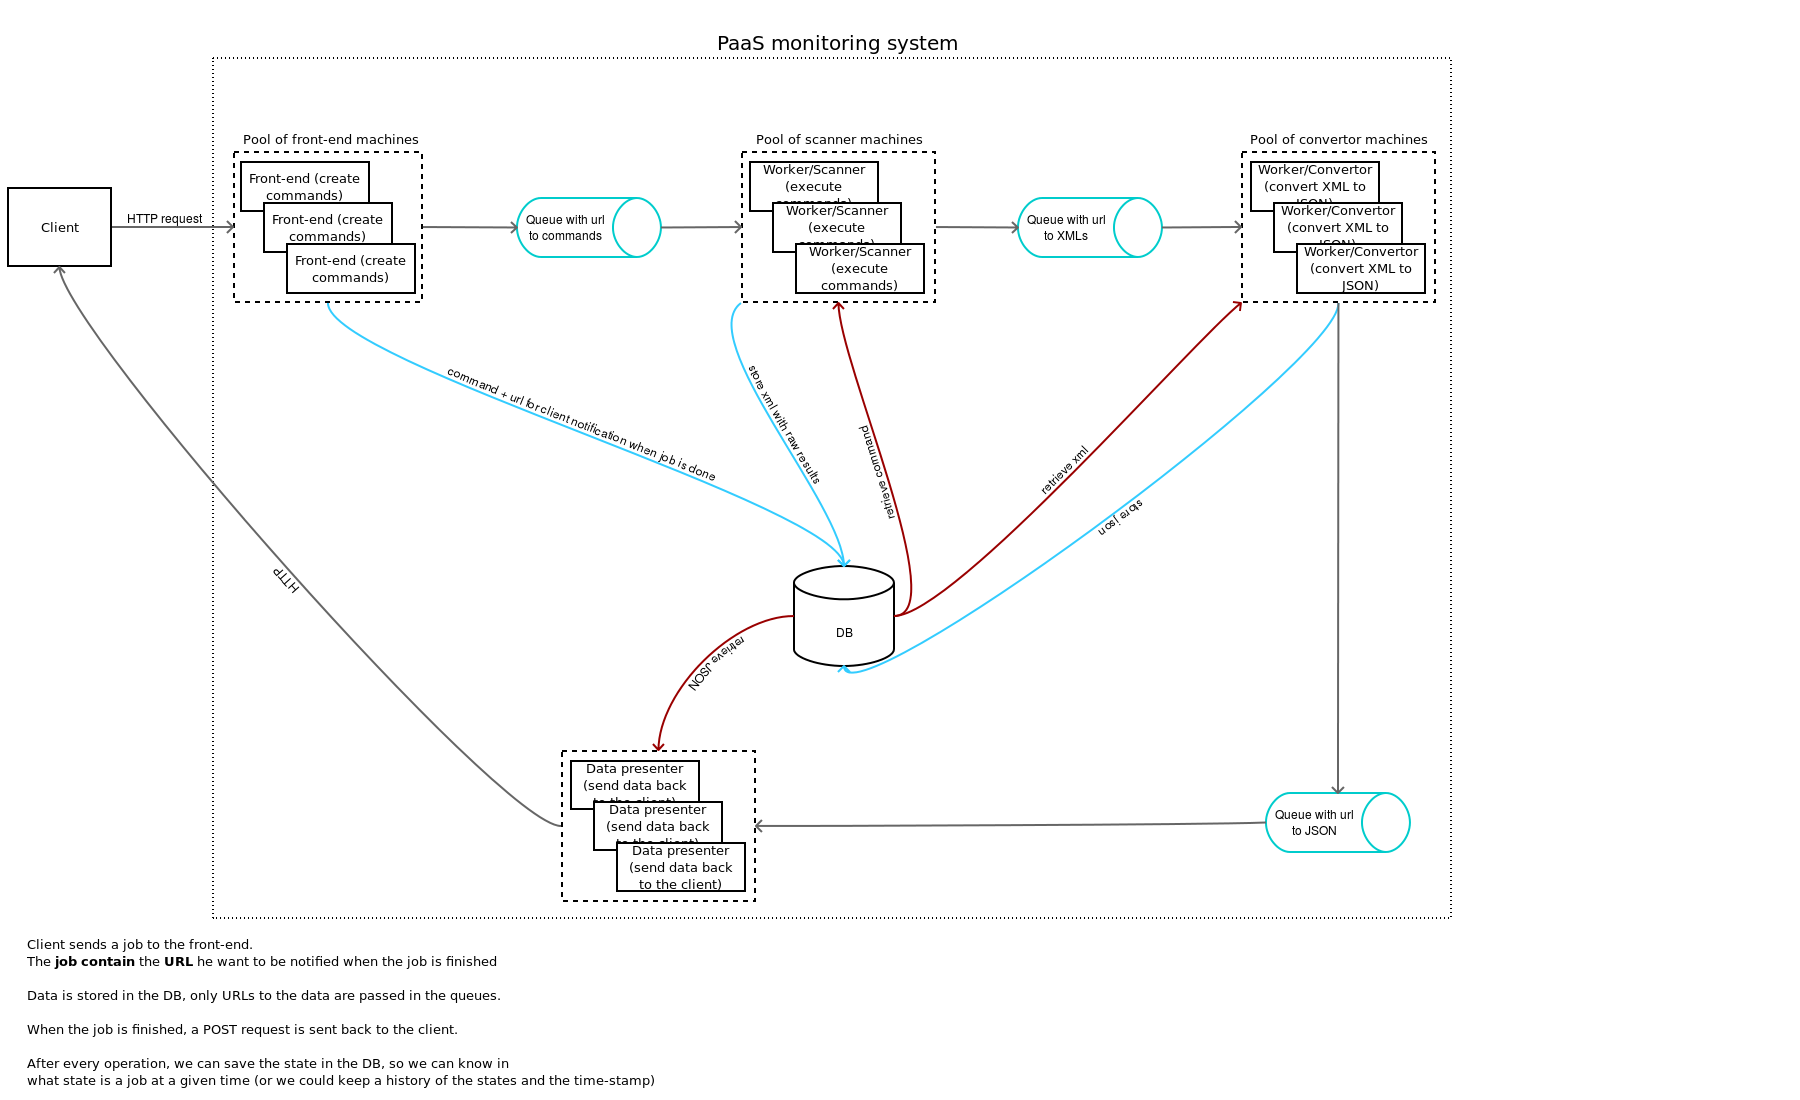 PaaS monitoring system
Pool of front-end machines
Pool of scanner machines
Pool of convertor machines
Client
HTTP request
Front-end (create
commands)
Front-end (create
commands)
Front-end (create
commands)
Queue with url
to commands
Worker/Scanner
(execute
commands)
Worker/Scanner
(execute
commands)
Worker/Scanner
(execute
commands)
Queue with url
to XMLs
Worker/Convertor
(convert XML to
JSON)
Worker/Convertor
(convert XML to
JSON)
Worker/Convertor
(convert XML to
JSON)
command + url for client notification when job is done
store xml with raw results
retrieve command
retrieve xml
store json
HTTP
DB
retrieve JSON
Data presenter
(send data back
to the client)
Data presenter
(send data back
to the client)
Data presenter
(send data back
to the client)
Queue with url
to JSON
Client sends a job to the front-end.
The job contain the URL he want to be notified when the job is finished
Data is stored in the DB, only URLs to the data are passed in the queues.
When the job is finished, a POST request is sent back to the client.
After every operation, we can save the state in the DB, so we can know in
what state is a job at a given time (or we could keep a history of the states and the time-stamp)